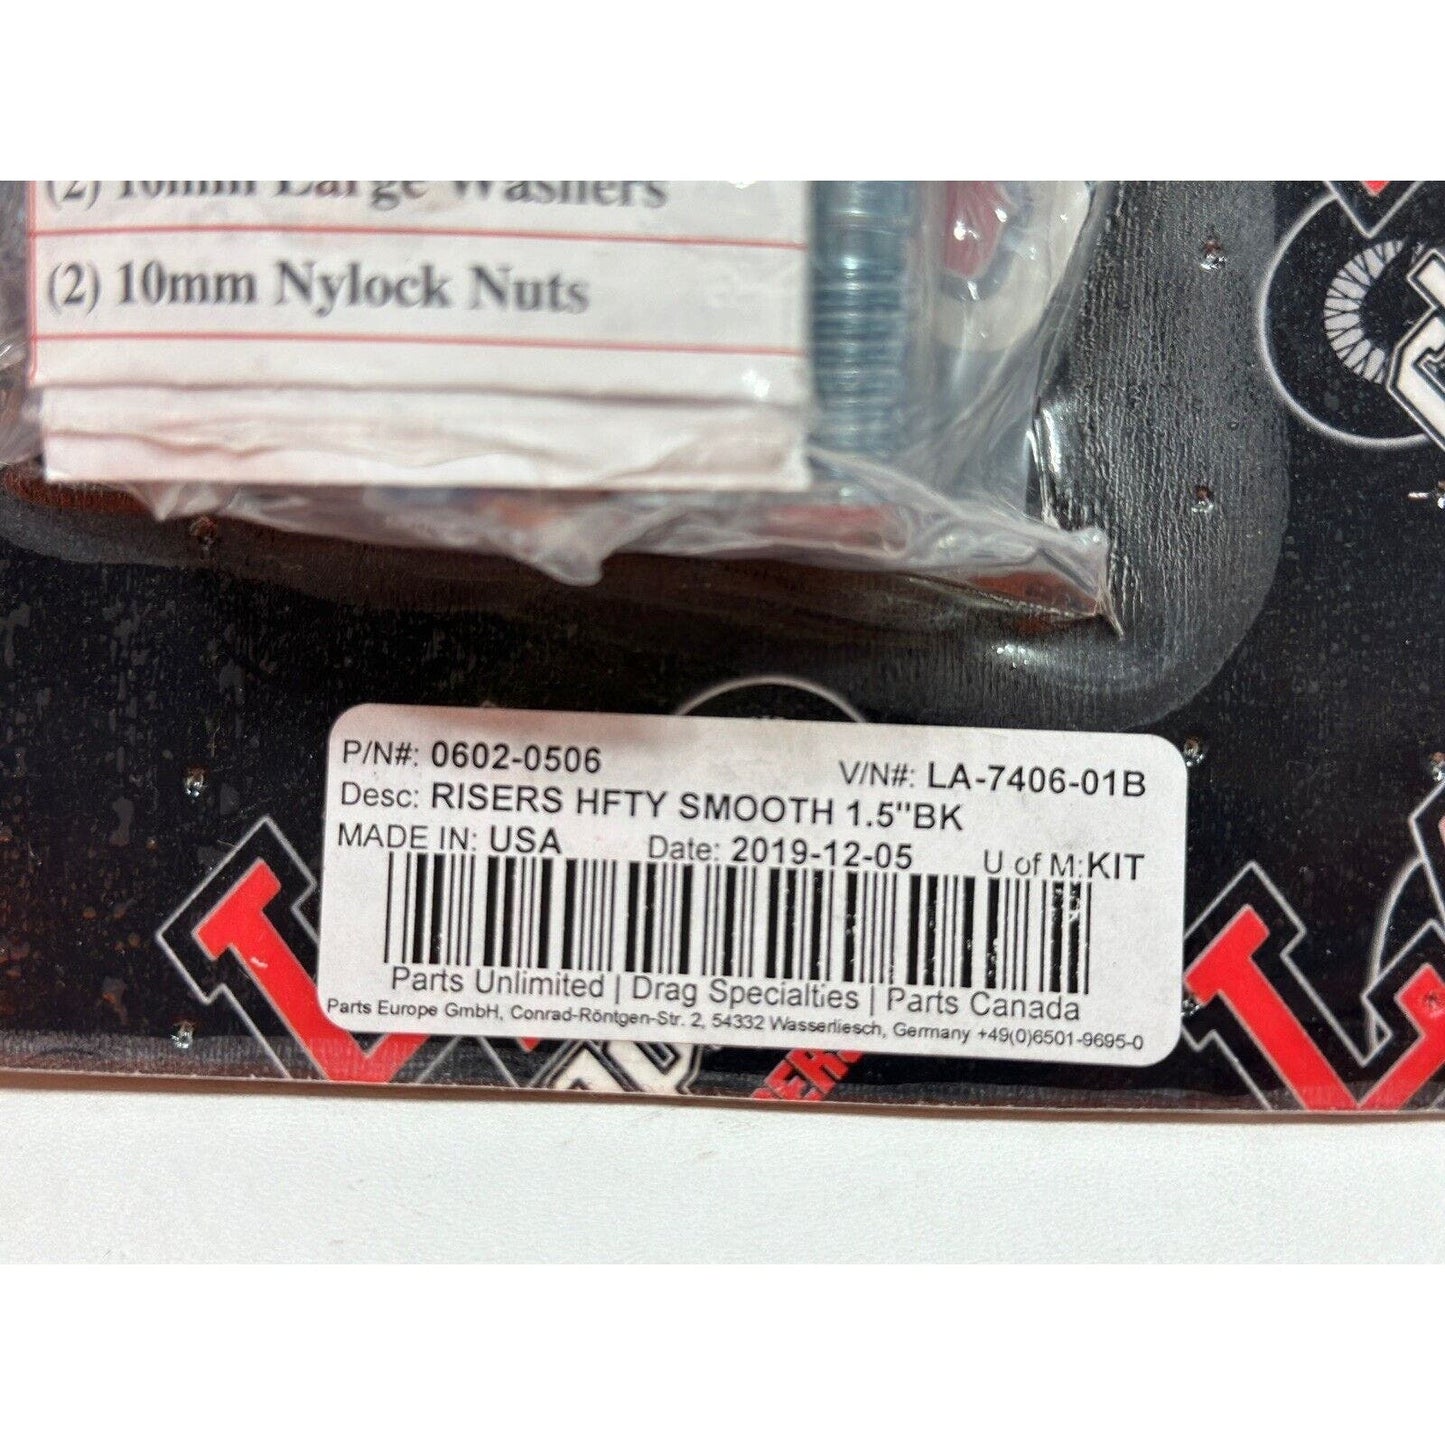 (2) 10mm Large Washers
(2) 10mm Nylock Nuts
P/N#: 0602-0506 V/N#: LA-7406-01B
Desc: RISERS HFTY SMOOTH 1.5"BK
MADE IN: USA Date: 2019-12-05 U of M: KIT
Parts Unlimited | Drag Specialties | Parts Canada
Parts Europe GmbH, Conrad-Röntgen-Str. 2, 54332 Wasserliesch, Germany +49(0)6501-9695-0